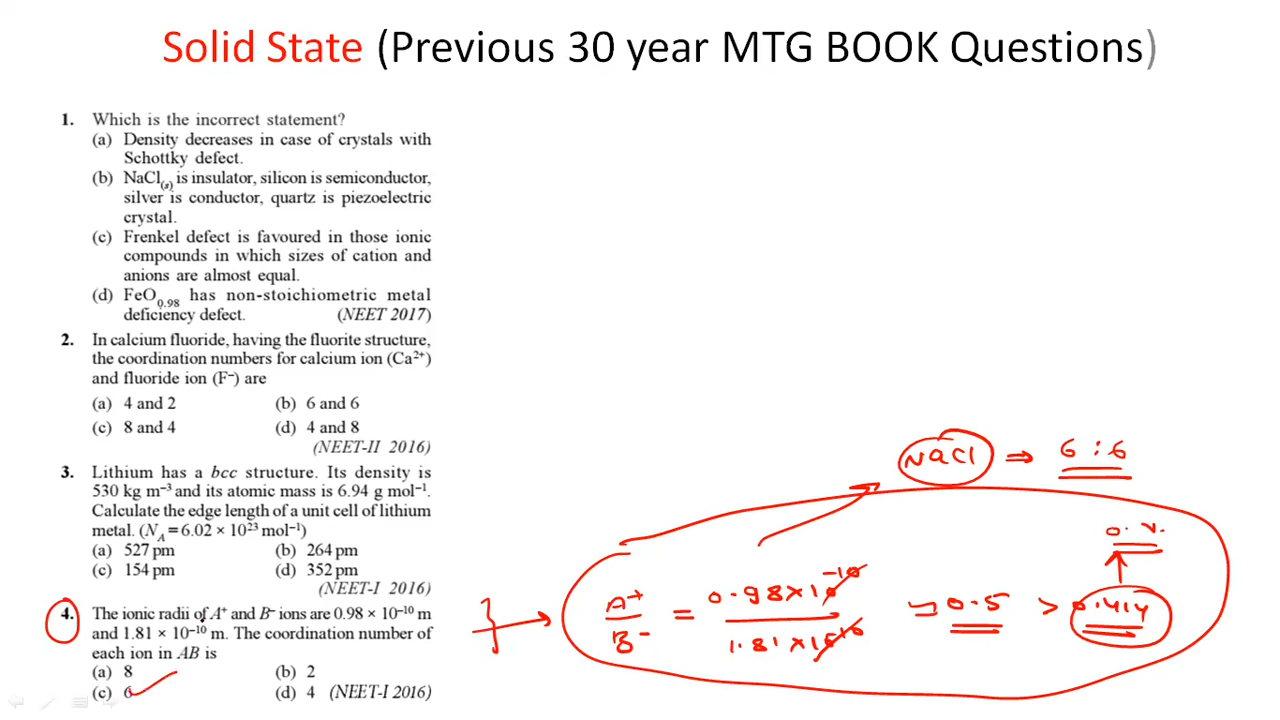 Solid State (Previous 30 year MTG BOOK Questions)
1. Which is the incorrect statement?
(a) Density decreases in case of crystals with
Schottky defect.
(b) NaCl(s) is insulator, silicon is semiconductor,
silver is conductor, quartz is piezoelectric
crystal.
(c) Frenkel defect is favoured in those ionic
compounds in which sizes of cation and
anions are almost equal.
(d) FeO0.98 has non-stoichiometric metal
deficiency defect. (NEET 2017)
2. In calcium fluoride, having the fluorite structure,
the coordination numbers for calcium ion (Ca²⁺)
and fluoride ion (F⁻) are
(a) 4 and 2 (b) 6 and 6
(c) 8 and 4 (d) 4 and 8
(NEET-II 2016)
3. Lithium has a bcc structure. Its density is
530 kg m⁻³ and its atomic mass is 6.94 g mol⁻¹.
Calculate the edge length of a unit cell of lithium
metal. (NA = 6.02 × 10²³ mol⁻¹)
(a) 527 pm (b) 264 pm
(c) 154 pm (d) 352 pm
(NEET-I 2016)
4. The ionic radii of A⁺ and B⁻ ions are 0.98 × 10⁻¹⁰ m
and 1.81 × 10⁻¹⁰ m. The coordination number of
each ion in AB is
(a) 8 (b) 2
(c) 6 (d) 4 (NEET-I 2016)
NaCl ⇒ 6 : 6
O. V.
A⁺ / B⁻ = 0.98×10⁻¹⁰ / 1.81×10⁻¹⁰ ≃ 0.5 > 0.414